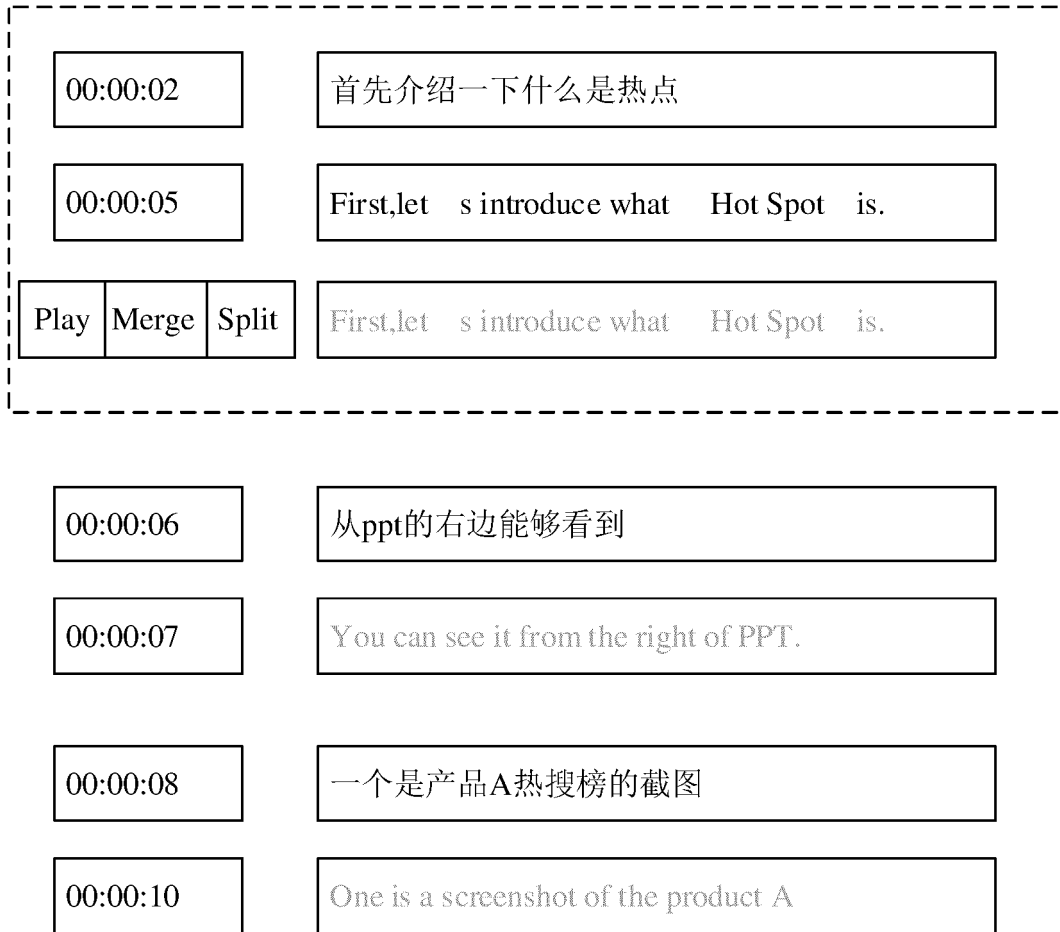 00:00:02 首先介绍一下什么是热点
00:00:05 First,let s introduce what Hot Spot is.
Play Merge Split First,let s introduce what Hot Spot is.
00:00:06 从ppt的右边能够看到
00:00:07 You can see it from the right of PPT.
00:00:08 一个是产品A热搜榜的截图
00:00:10 One is a screenshot of the product A